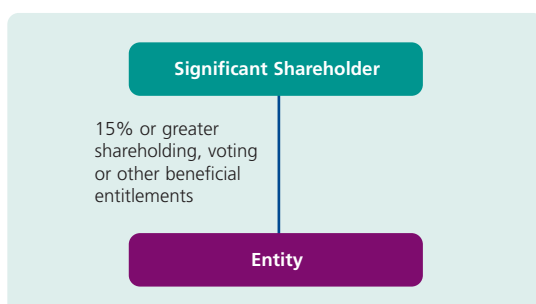 Significant Shareholder
15% or greater
shareholding, voting
or other beneficial
entitlements
Entity